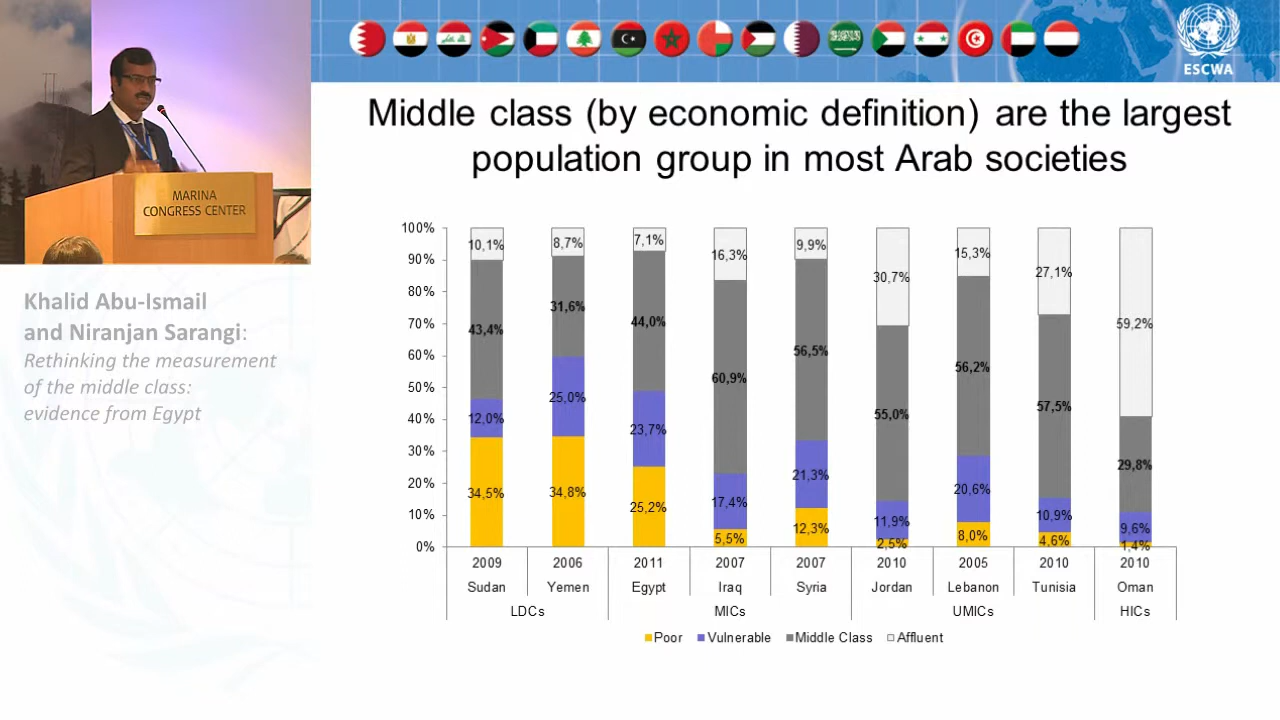 ESCWA
MARINA
CONGRESS CENTER
Khalid Abu-Ismail
and Niranjan Sarangi:
Rethinking the measurement
of the middle class:
evidence from Egypt
Middle class (by economic definition) are the largest
population group in most Arab societies
100%
90%
80%
70%
60%
50%
40%
30%
20%
10%
0%
10,1% 8,7% 7,1% 16,3% 9,9% 30,7% 15,3% 27,1% 59,2%
43,4% 31,6% 44,0% 60,9% 56,5% 55,0% 56,2% 57,5% 29,8%
12,0% 25,0% 23,7% 17,4% 21,3% 11,9% 20,6% 10,9% 9,6%
34,5% 34,8% 25,2% 5,5% 12,3% 2,5% 8,0% 4,6% 1,4%
2009 2006 2011 2007 2007 2010 2005 2010 2010
Sudan Yemen Egypt Iraq Syria Jordan Lebanon Tunisia Oman
LDCs MICs UMICs HICs
Poor Vulnerable Middle Class Affluent